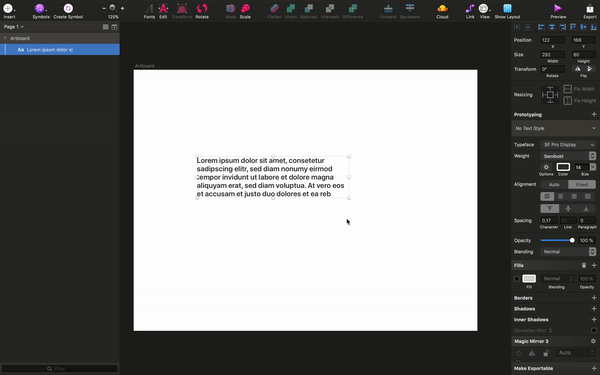 Insert
Symbols
Create Symbol
125%
Fonts
Edit
Transform
Rotate
Mask
Scale
Flatten
Union
Subtract
Intersect
Difference
Forward
Backward
Cloud
Link
View
Show Layout
Preview
Export
Page 1
Artboard
Aa Lorem ipsum dolor si
Filter
Artboard
Lorem ipsum dolor sit amet, consetetur
sadipscing elitr, sed diam nonumy eirmod
tempor invidunt ut labore et dolore magna
aliquyam erat, sed diam voluptua. At vero eos
et accusam et justo duo dolores et ea reb
Position 122 166
X Y
Size 292 80
Width Height
Transform 0°
Rotate Flip
Resizing
Fix Width
Fix Height
Prototyping
No Text Style
Typeface SF Pro Display
Weight Semibold
14
Options Color Size
Alignment Auto Fixed
Spacing 0,17 0
Character Line Paragraph
Opacity 100 %
Blending Normal
Fills
Normal 100 %
Fill Blending Opacity
Borders
Shadows
Inner Shadows
Gaussian Blur
Magic Mirror 3
Auto
Make Exportable